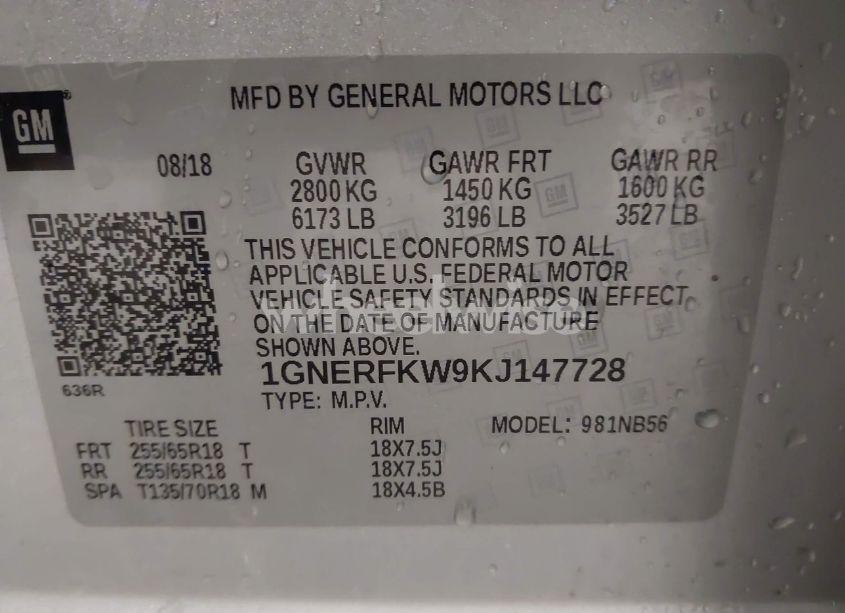 MFD BY GENERAL MOTORS LLC
GM
08/18 GVWR GAWR FRT GAWR RR
2800 KG 1450 KG 1600 KG
6173 LB 3196 LB 3527 LB
THIS VEHICLE CONFORMS TO ALL
APPLICABLE U.S. FEDERAL MOTOR
VEHICLE SAFETY STANDARDS IN EFFECT
ON THE DATE OF MANUFACTURE
SHOWN ABOVE.
636R
1GNERFKW9KJ147728
TYPE: M.P.V.
TIRE SIZE RIM MODEL: 981NB56
FRT 255/65R18 T 18X7.5J
RR 255/65R18 T 18X7.5J
SPA T135/70R18 M 18X4.5B